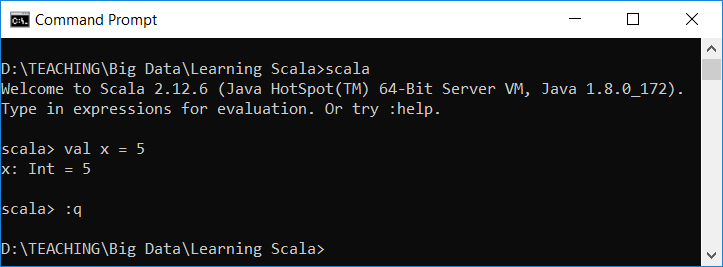 Command Prompt
D:\TEACHING\Big Data\Learning Scala>scala
Welcome to Scala 2.12.6 (Java HotSpot(TM) 64-Bit Server VM, Java 1.8.0_172).
Type in expressions for evaluation. Or try :help.
scala> val x = 5
x: Int = 5
scala> :q
D:\TEACHING\Big Data\Learning Scala>